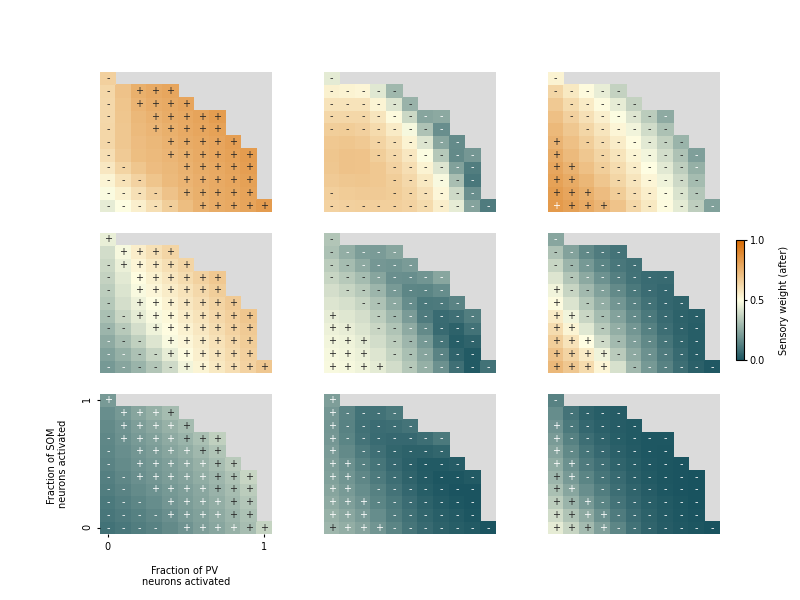 1.0
0.5
0.0
Sensory weight (after)
1
0
Fraction of SOM
neurons activated
0
1
Fraction of PV
neurons activated